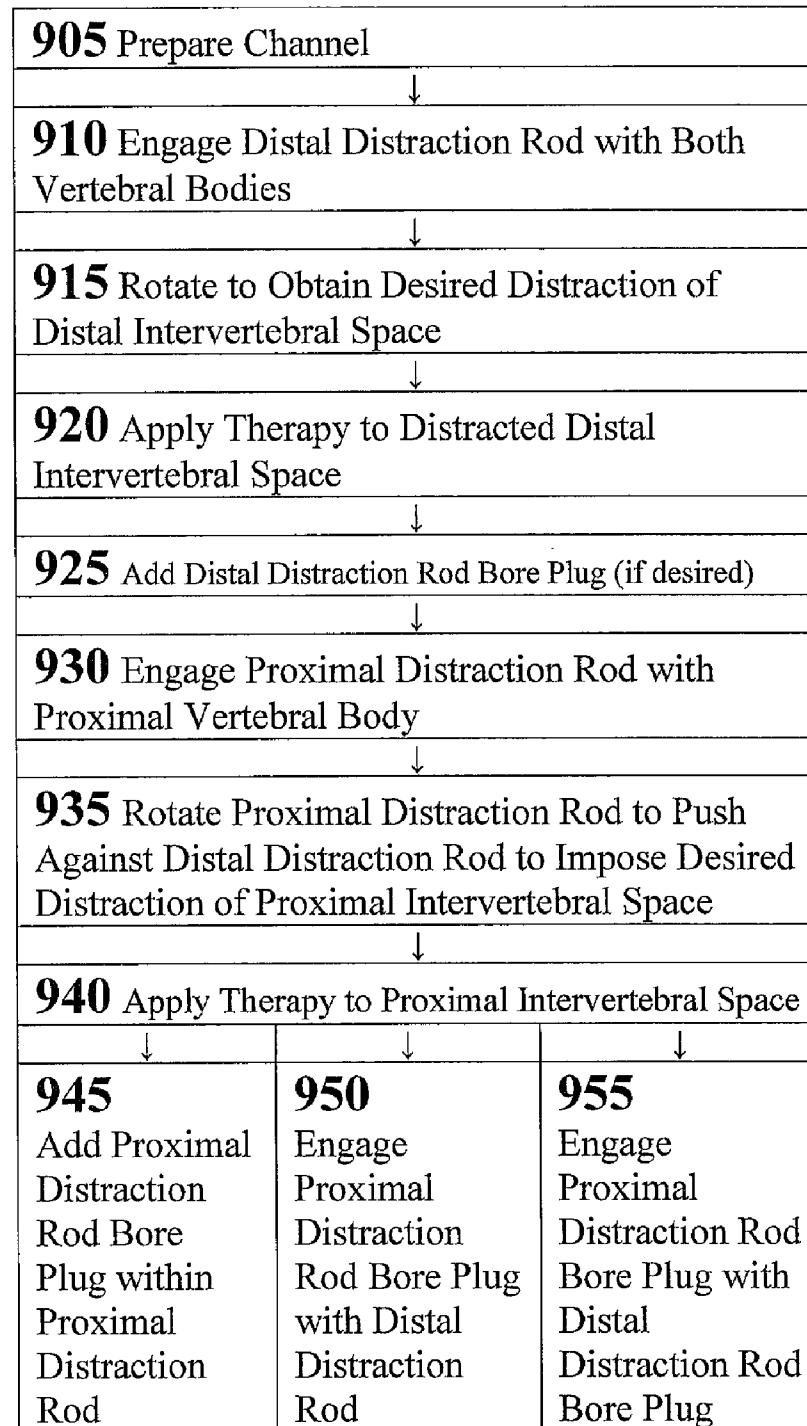 905 Prepare Channel
↓
910 Engage Distal Distraction Rod with Both
Vertebral Bodies
↓
915 Rotate to Obtain Desired Distraction of
Distal Intervertebral Space
↓
920 Apply Therapy to Distracted Distal
Intervertebral Space
↓
925 Add Distal Distraction Rod Bore Plug (if desired)
↓
930 Engage Proximal Distraction Rod with
Proximal Vertebral Body
↓
935 Rotate Proximal Distraction Rod to Push
Against Distal Distraction Rod to Impose Desired
Distraction of Proximal Intervertebral Space
↓
940 Apply Therapy to Proximal Intervertebral Space
↓ ↓ ↓
945
Add Proximal
Distraction
Rod Bore
Plug within
Proximal
Distraction
Rod
950
Engage
Proximal
Distraction
Rod Bore Plug
with Distal
Distraction
Rod
955
Engage
Proximal
Distraction Rod
Bore Plug with
Distal
Distraction Rod
Bore Plug